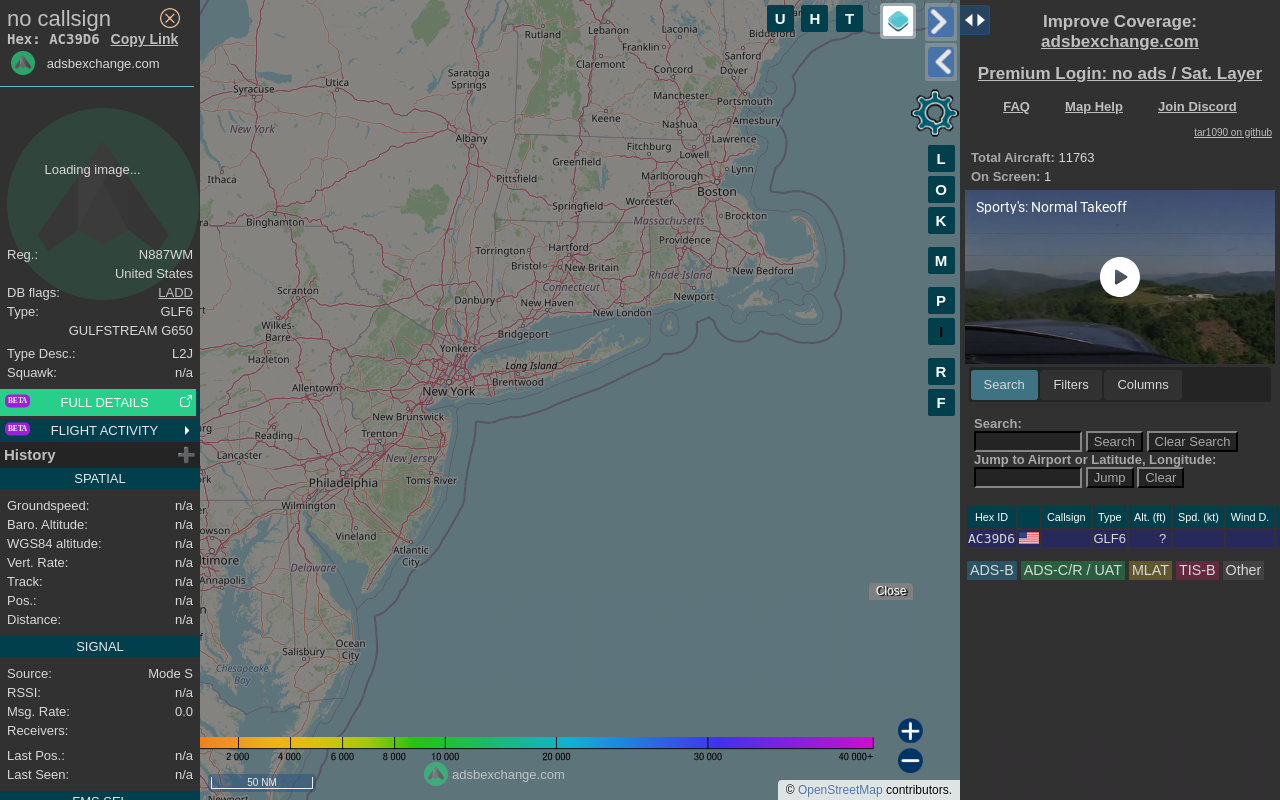 no callsign
Hex: AC39D6 Copy Link
adsbexchange.com
Loading image...
Reg.: N887WM
United States
DB flags: LADD
Type: GLF6
GULFSTREAM G650
Type Desc.: L2J
Squawk: n/a
BETA FULL DETAILS
BETA FLIGHT ACTIVITY
History
SPATIAL
Groundspeed: n/a
Baro. Altitude: n/a
WGS84 altitude: n/a
Vert. Rate: n/a
Track: n/a
Pos.: n/a
Distance: n/a
SIGNAL
Source: Mode S
RSSI: n/a
Msg. Rate: 0.0
Receivers:
Last Pos.: n/a
Last Seen: n/a
U H T
L
O
K
M
P
I
R
F
Rutland
Lebanon
Laconia
Biddeford
Franklin
Sanford
Claremont
Concord
Dover
Utica
Saratoga
Springs
Syracuse
Manchester
Portsmouth
Keene
Nashua
Amesbury
New York
Albany
Fitchburg
Lawrence
Greenfield
Lowell
Lynn
Ithaca
Pittsfield
Marlborough
Boston
Springfield
Worcester
Binghamton
Massachusetts
Brockton
Torrington
Hartford
Providence
Bristol
New Britain
Rhode Island
New Bedford
Connecticut
Scranton
Danbury
New Haven
Newport
New London
Wilkes-
Barre
Bridgeport
Yonkers
Hazleton
Long Island
Brentwood
Allentown
New York
New Brunswick
Reading
Trenton
Lancaster
New Jersey
Philadelphia
Toms River
Wilmington
Vineland
Atlantic
City
Annapolis
Delaware
Ocean
City
Salisbury
Chesapeake
Bay
Close
2 000 4 000 6 000 8 000 10 000 20 000 30 000 40 000+
adsbexchange.com
50 NM
© OpenStreetMap contributors.
Improve Coverage:
adsbexchange.com
Premium Login: no ads / Sat. Layer
FAQ Map Help Join Discord
tar1090 on github
Total Aircraft: 11763
On Screen: 1
Sporty's: Normal Takeoff
Search Filters Columns
Search:
Search Clear Search
Jump to Airport or Latitude, Longitude:
Jump Clear
Hex ID Callsign Type Alt. (ft) Spd. (kt) Wind D.
AC39D6 GLF6 ?
ADS-B ADS-C/R / UAT MLAT TIS-B Other